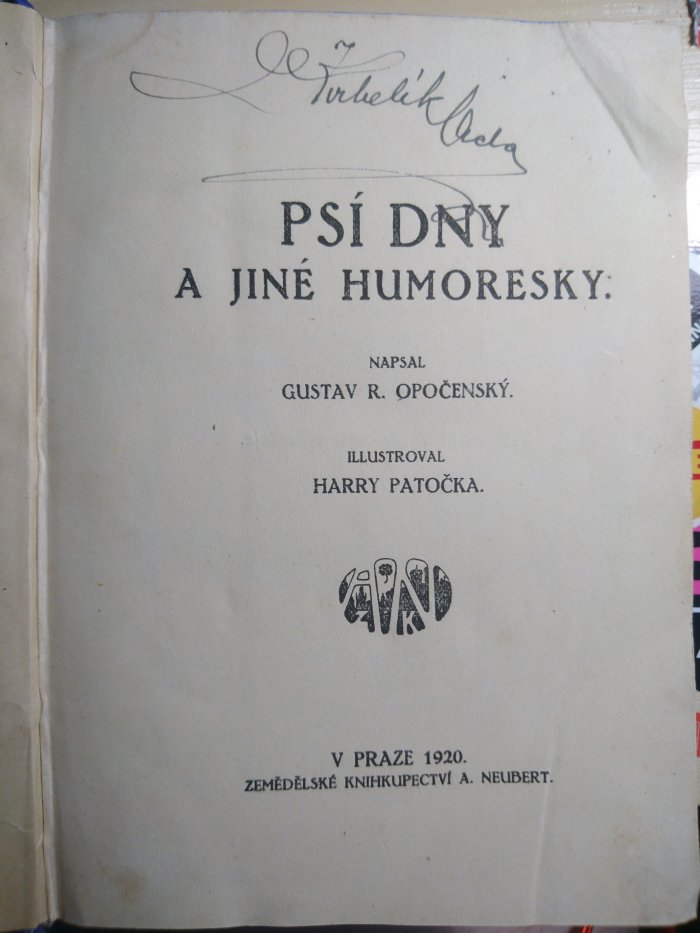 PSÍ DNY
A JINÉ HUMORESKY.
NAPSAL
GUSTAV R. OPOČENSKÝ.
ILLUSTROVAL
HARRY PATOČKA.
Z K
V PRAZE 1920.
ZEMĚDĚLSKÉ KNIHKUPECTVÍ A. NEUBERT.